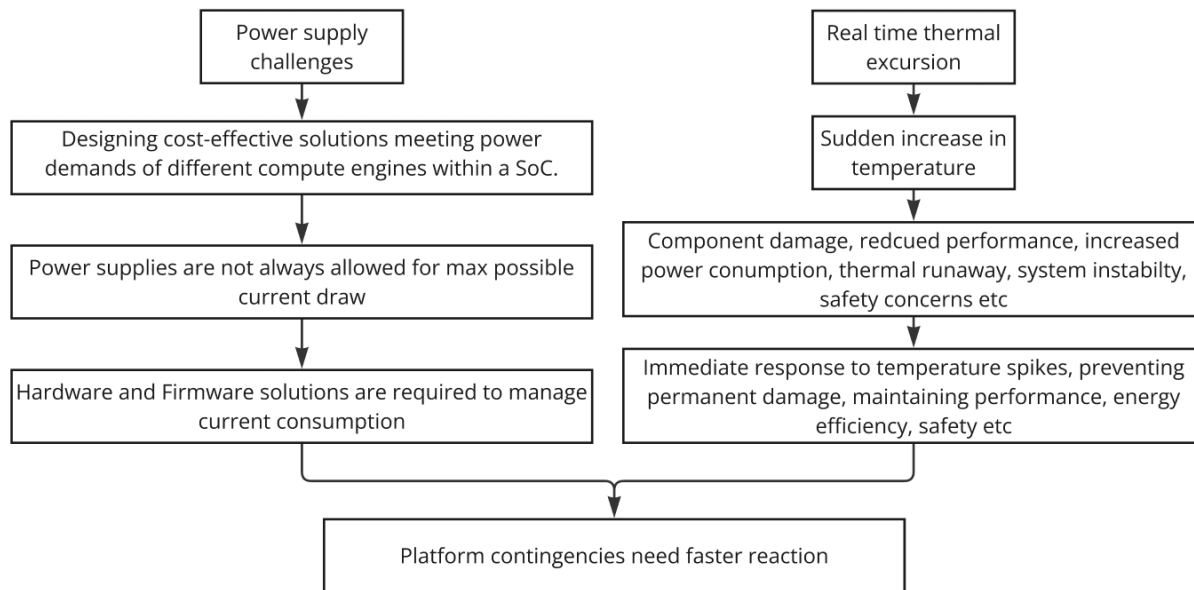 Power supply
challenges
Designing cost-effective solutions meeting power
demands of different compute engines within a SoC.
Power supplies are not always allowed for max possible
current draw
Hardware and Firmware solutions are required to manage
current consumption
Real time thermal
excursion
Sudden increase in
temperature
Component damage, redcued performance, increased
power conumption, thermal runaway, system instabilty,
safety concerns etc
Immediate response to temperature spikes, preventing
permanent damage, maintaining performance, energy
efficiency, safety etc
Platform contingencies need faster reaction